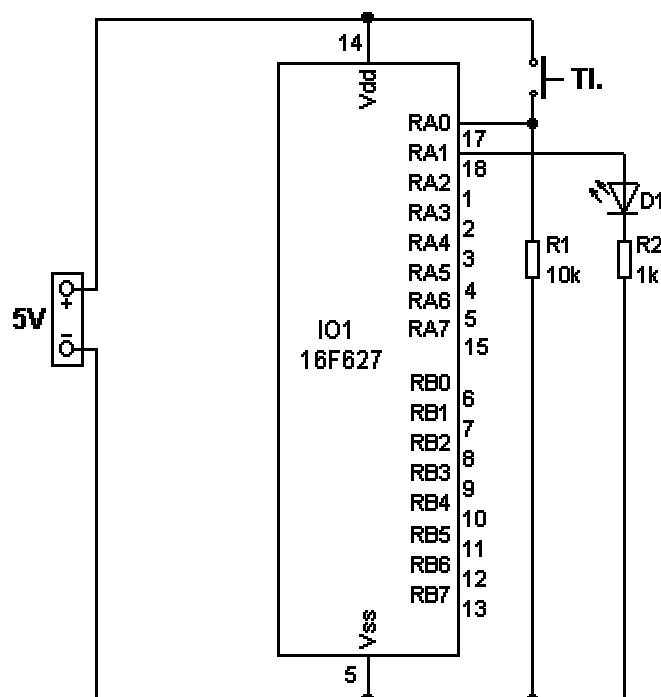 14
Vdd
Tl.
RA0
17
RA1
18
RA2
1
RA3
2
RA4
3
RA5
4
RA6
5
RA7
15
D1
R1
10k
R2
1k
5V
+
-
IO1
16F627
RB0
6
RB1
7
RB2
8
RB3
9
RB4
10
RB5
11
RB6
12
RB7
13
Vss
5